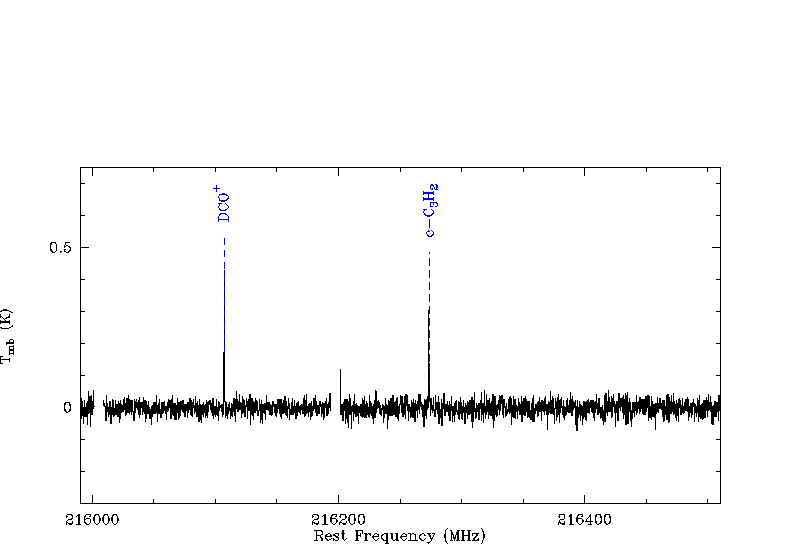 DCO+
c-C3H2
0.5
0
Tmb (K)
216000 216200 216400
Rest Frequency (MHz)